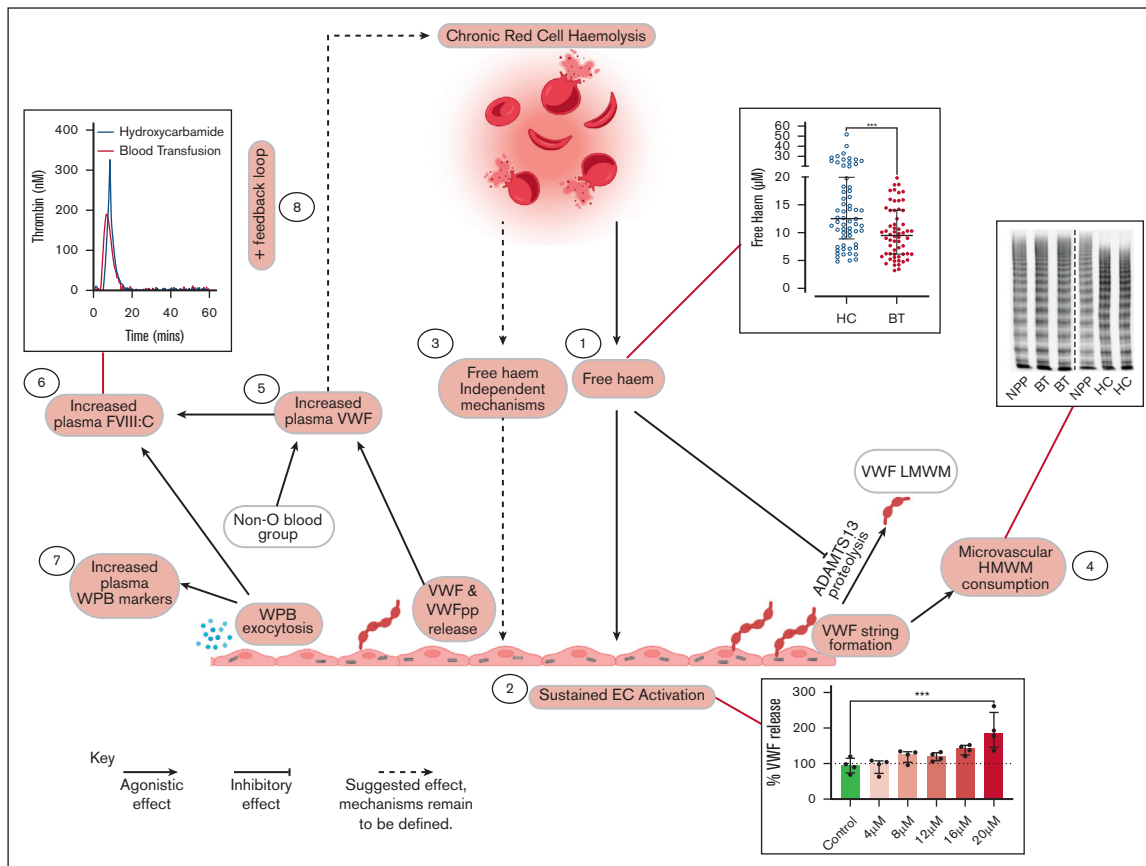 Chronic Red Cell Haemolysis
400
300
200
100
0
Thrombin (nM)
Hydroxycarbamide
Blood Transfusion
0
20
40
60
Time (mins)
+ feedback loop
8
60
50
40
30
20
15
10
5
0
Free Haem (µM)
***
HC
BT
NPP
BT
BT
NPP
HC
HC
3
Free haem
Independent
mechanisms
1
Free haem
6
Increased
plasma FVIII:C
5
Increased
plasma VWF
Non-O blood
group
7
Increased
plasma
WPB markers
WPB
exocytosis
VWF &
VWFpp
release
VWF LMWM
ADAMTS13
proteolysis
Microvascular
HMWM
consumption
4
VWF string
formation
2
Sustained EC Activation
300
200
100
0
% VWF release
***
Control
4µM
8µM
12µM
16µM
20µM
Key
Agonistic
effect
Inhibitory
effect
Suggested effect,
mechanisms remain
to be defined.